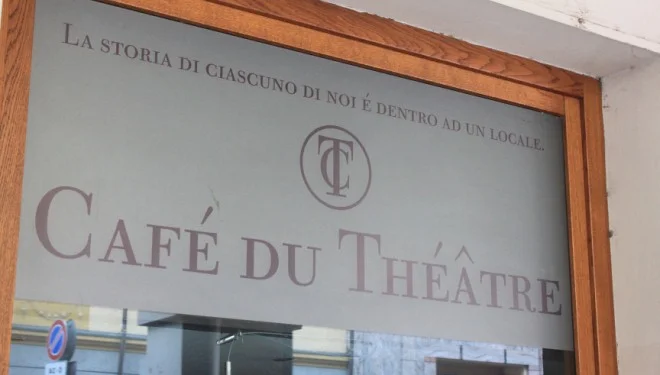 LA STORIA DI CIASCUNO DI NOI É DENTRO AD UN LOCALE.
TC
CAFÉ DU THÉÂTRE